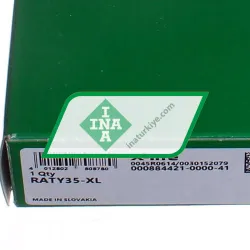 INA
INA
inaturkiye.com
X-life
0045R0614/0030152079
000884421-0000-41
4 012802 808780
1 Qty
RATY35-XL
MADE IN SLOVAKIA